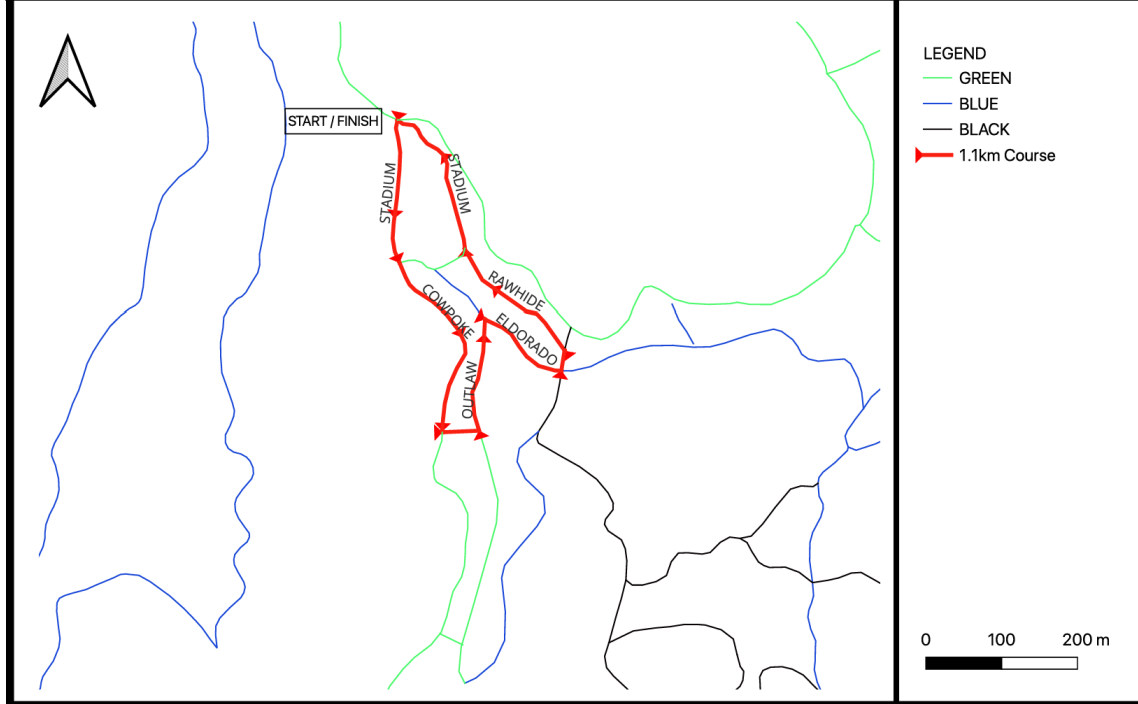 START / FINISH
STADIUM
STADIUM
COWPOKE
RAWHIDE
ELDORADO
OUTLAW
LEGEND
GREEN
BLUE
BLACK
1.1km Course
0 100 200 m